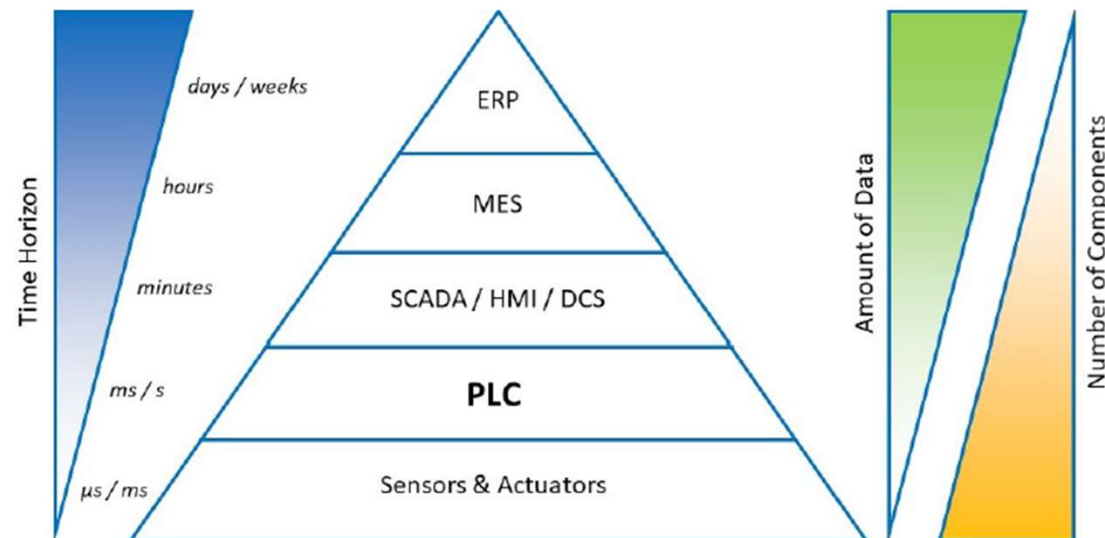 Time Horizon
days / weeks
hours
minutes
ms / s
μs / ms
ERP
MES
SCADA / HMI / DCS
PLC
Sensors & Actuators
Amount of Data
Number of Components